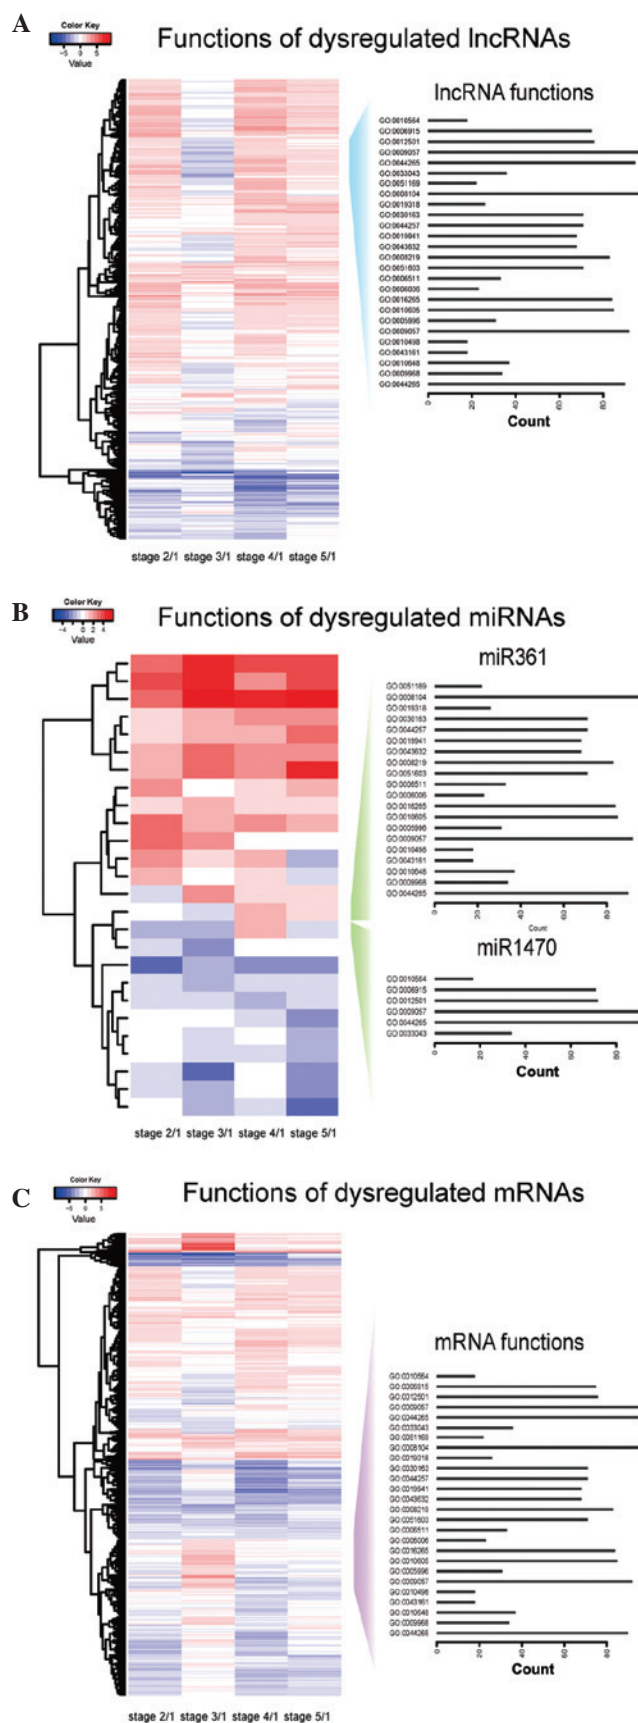 A
Color Key
-5 0 5
Value
Functions of dysregulated lncRNAs
lncRNA functions
GO:0010564
GO:0006915
GO:0012501
GO:0009057
GO:0044265
GO:0033043
GO:0051169
GO:0008104
GO:0019318
GO:0030163
GO:0044257
GO:0019941
GO:0043632
GO:0008219
GO:0051603
GO:0006511
GO:0006006
GO:0016265
GO:0010605
GO:0005996
GO:0009057
GO:0010498
GO:0043161
GO:0010648
GO:0009968
GO:0044265
0 20 40 60 80
Count
stage 2/1 stage 3/1 stage 4/1 stage 5/1
B
Color Key
-4 0 2 4
Value
Functions of dysregulated miRNAs
miR361
GO:0051169
GO:0008104
GO:0019318
GO:0030163
GO:0044257
GO:0019941
GO:0043632
GO:0008219
GO:0051603
GO:0006511
GO:0006006
GO:0016265
GO:0010605
GO:0005996
GO:0009057
GO:0010498
GO:0043161
GO:0010648
GO:0009968
GO:0044265
0 20 40 60 80
Count
miR1470
GO:0010564
GO:0006915
GO:0012501
GO:0009057
GO:0044265
GO:0033043
0 20 40 60 80
Count
stage 2/1 stage 3/1 stage 4/1 stage 5/1
C
Color Key
-5 0 5
Value
Functions of dysregulated mRNAs
mRNA functions
GO:0010564
GO:0006915
GO:0012501
GO:0009057
GO:0044265
GO:0033043
GO:0051169
GO:0008104
GO:0019318
GO:0030163
GO:0044257
GO:0019941
GO:0043632
GO:0008219
GO:0051603
GO:0006511
GO:0006006
GO:0016265
GO:0010605
GO:0005996
GO:0009057
GO:0010498
GO:0043161
GO:0010648
GO:0009968
GO:0044265
0 20 40 60 80
Count
stage 2/1 stage 3/1 stage 4/1 stage 5/1